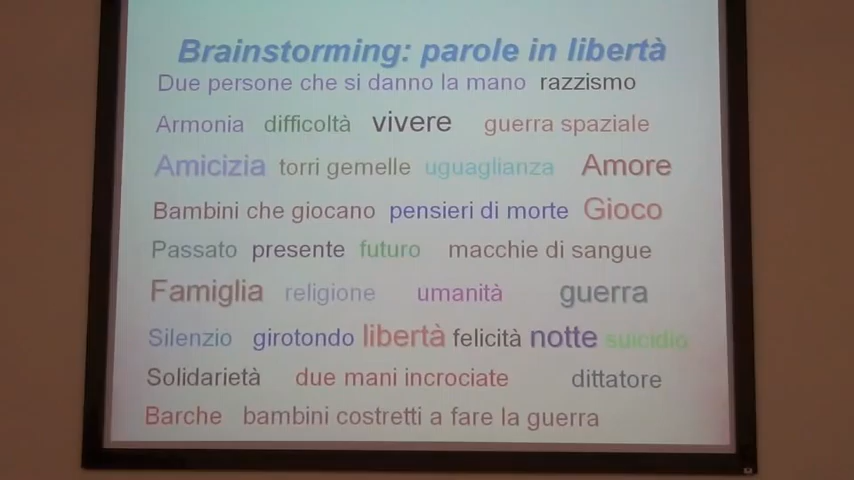 Brainstorming: parole in libertà
Due persone che si danno la mano razzismo
Armonia difficoltà vivere guerra spaziale
Amicizia torri gemelle uguaglianza Amore
Bambini che giocano pensieri di morte Gioco
Passato presente futuro macchie di sangue
Famiglia religione umanità guerra
Silenzio girotondo libertà felicità notte suicidio
Solidarietà due mani incrociate dittatore
Barche bambini costretti a fare la guerra